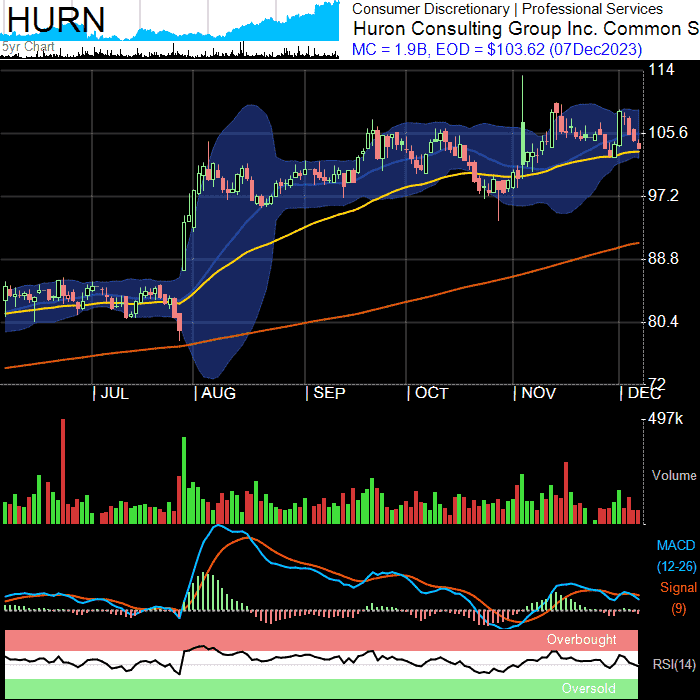 HURN
5yr Chart
Consumer Discretionary | Professional Services
Huron Consulting Group Inc. Common S
MC = 1.9B, EOD = $103.62 (07Dec2023)
114
105.6
97.2
88.8
80.4
72
| JUL | AUG | SEP | OCT | NOV | DEC
497k
Volume
MACD
(12-26)
Signal
(9)
Overbought
RSI(14)
Oversold